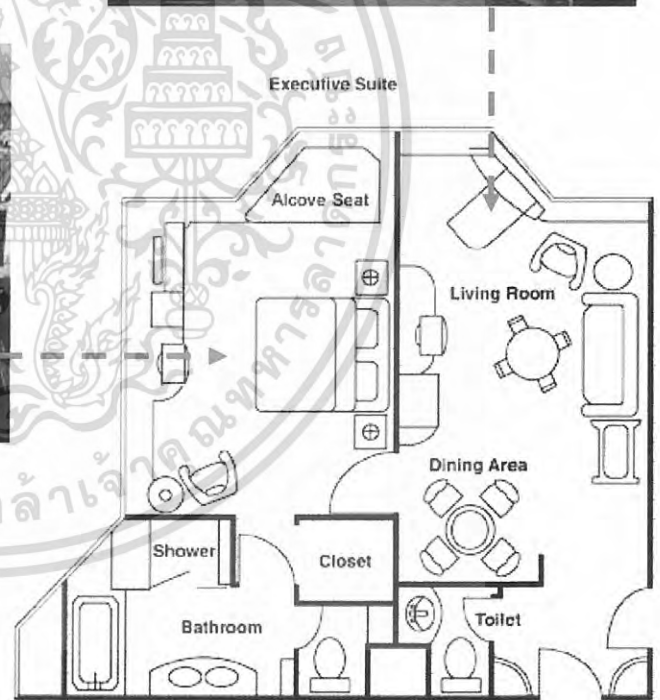 Executive Suite
Alcove Seat
Living Room
Dining Area
Shower
Closet
Bathroom
Toilet